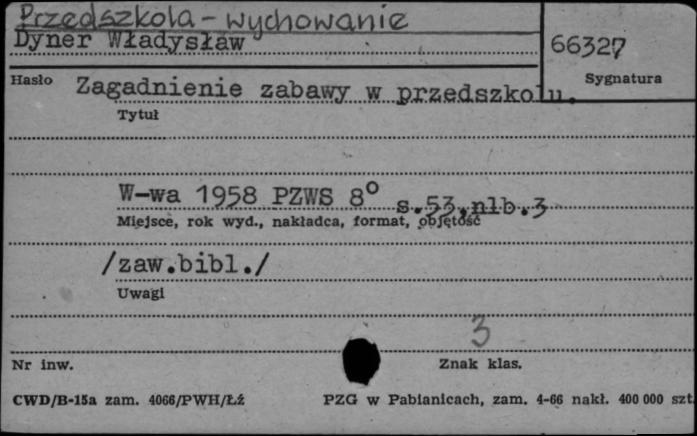 Przedszkola - wychowanie
Dyner Władysław
66327
Hasło
Sygnatura
Zagadnienie zabawy w przedszkolu.
Tytuł
W-wa 1958 PZWS 8° s.53,nlb.3
Miejsce, rok wyd., nakładca, format, objętość
/zaw.bibl./
Uwagi
3
Nr inw.
Znak klas.
CWD/B-15a zam. 4066/PWH/Łź
PZG w Pabianicach, zam. 4-66 nakł. 400 000 szt.